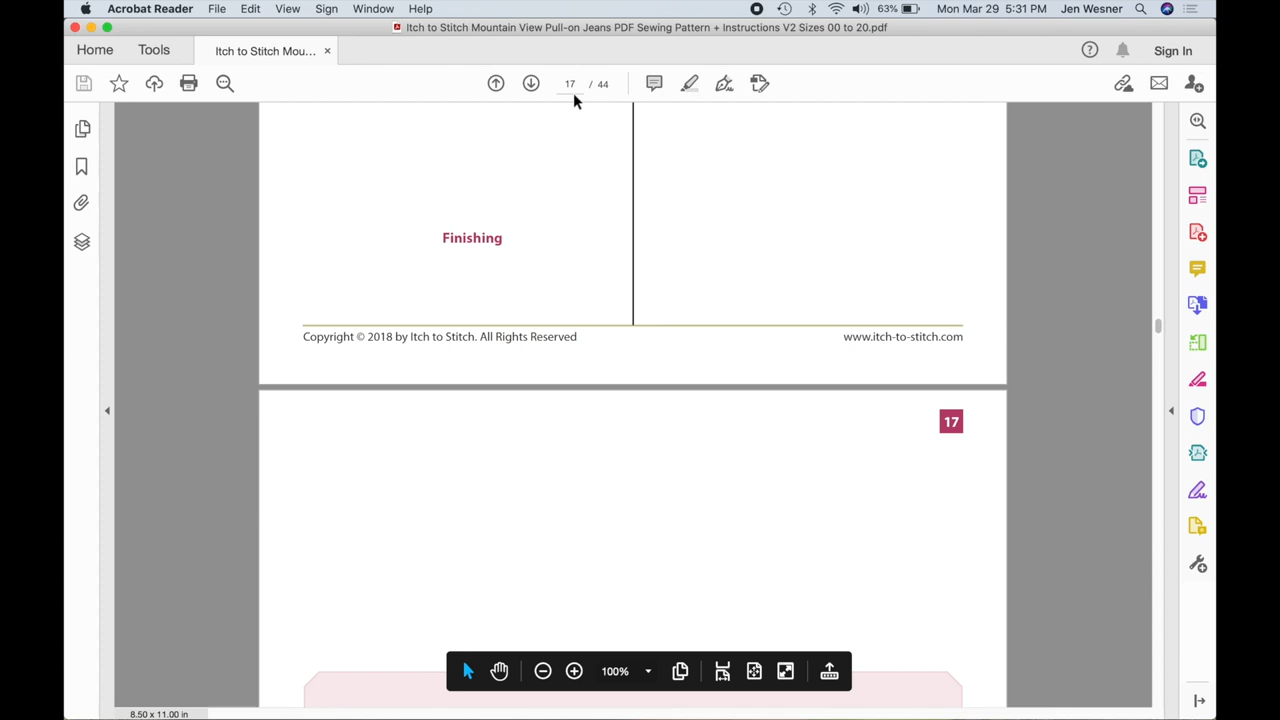 Acrobat Reader File Edit View Sign Window Help 63% Mon Mar 29 5:31 PM Jen Wesner
Itch to Stitch Mountain View Pull-on Jeans PDF Sewing Pattern + Instructions V2 Sizes 00 to 20.pdf
Home Tools Itch to Stitch Mou... × Sign In
17 / 44
Finishing
Copyright © 2018 by Itch to Stitch. All Rights Reserved www.itch-to-stitch.com
17
100%
8.50 x 11.00 in